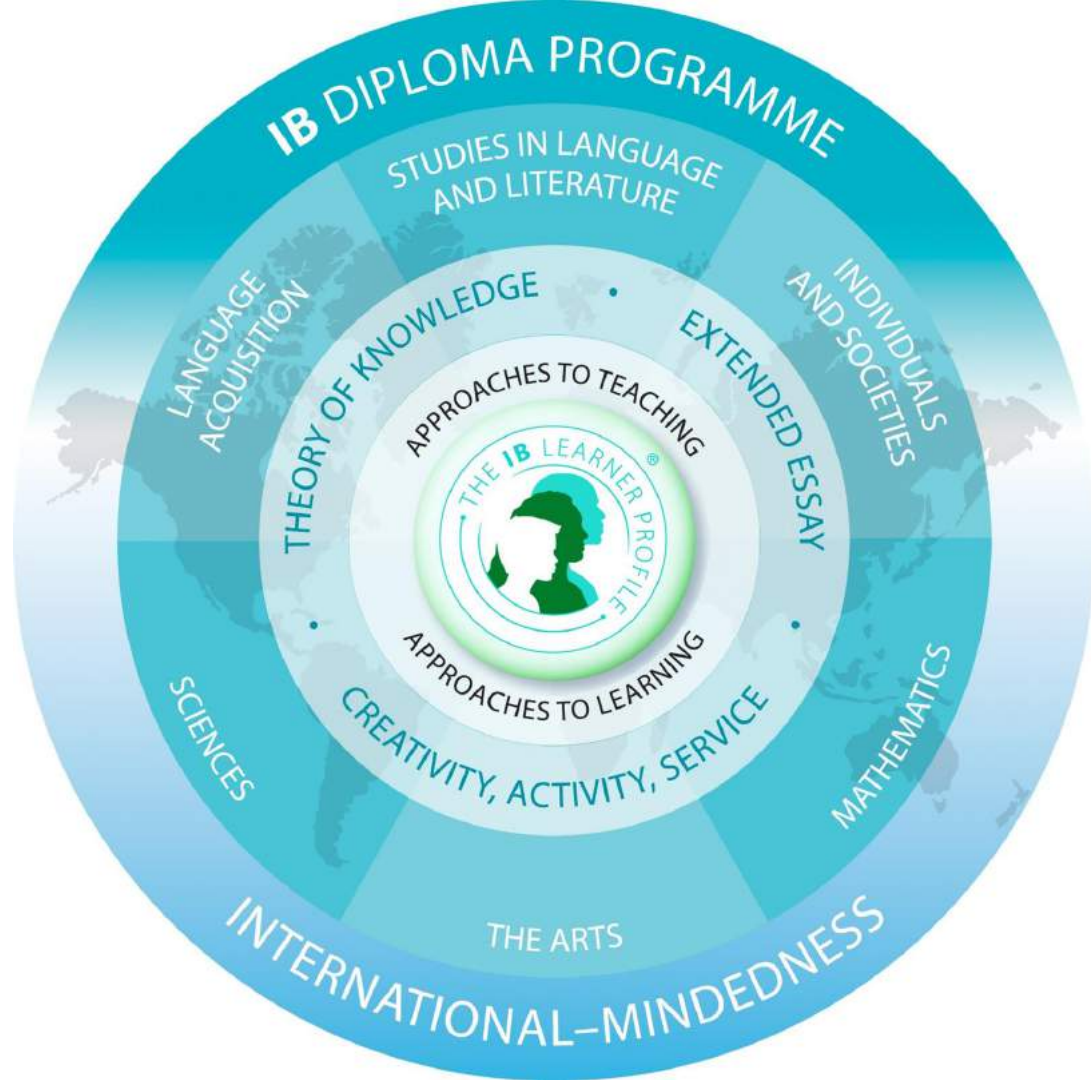 IB DIPLOMA PROGRAMME
STUDIES IN LANGUAGE
AND LITERATURE
LANGUAGE
ACQUISITION
INDIVIDUALS
AND SOCIETIES
THEORY OF KNOWLEDGE •
EXTENDED ESSAY •
APPROACHES TO TEACHING
• THE IB LEARNER PROFILE • ®
APPROACHES TO LEARNING
CREATIVITY, ACTIVITY, SERVICE •
SCIENCES
MATHEMATICS
THE ARTS
INTERNATIONAL–MINDEDNESS